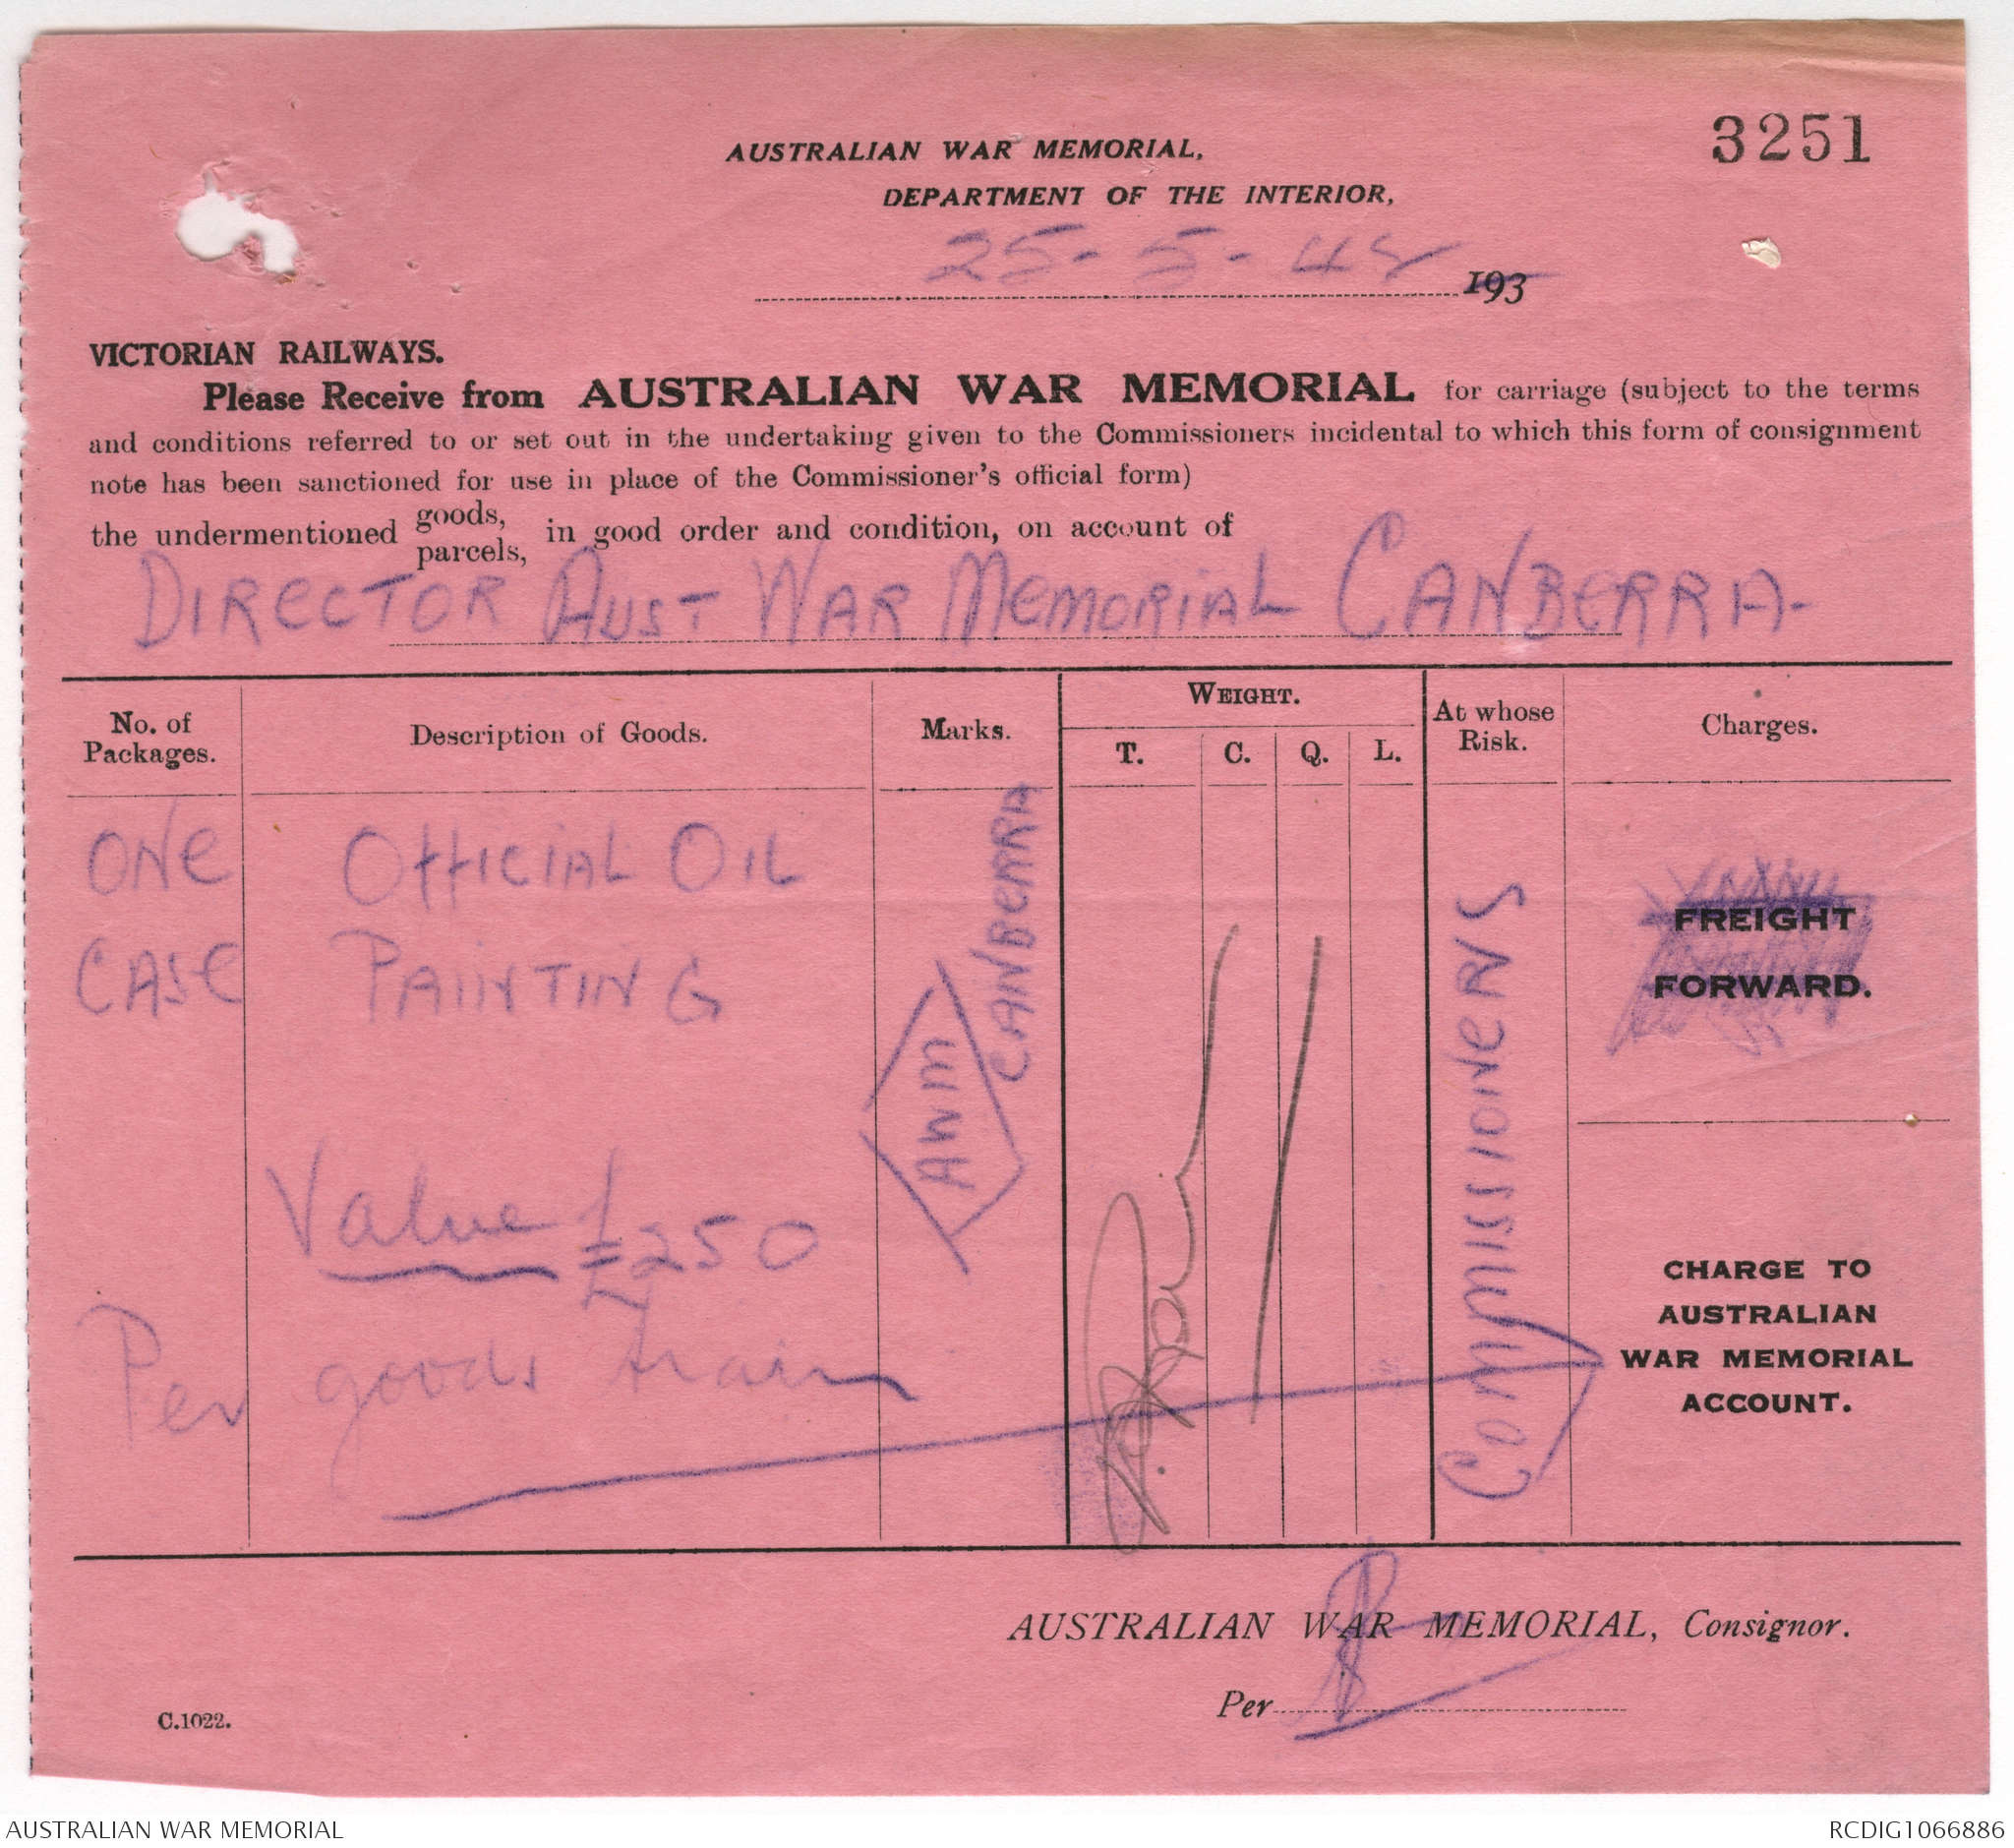 3251
AUSTRALIAN WAR MEMORIAL,
DEPARTMENT OF THE INTERIOR,
25-5-45
193
VICTORIAN RAILWAYS.
Please Receive from AUSTRALIAN WAR MEMORIAL for carriage (subject to the terms
and conditions referred to or set out in the undertaking given to the Commissioners incidental to which this form of consignment
note has been sanctioned for use in place of the Commissioner's official form)
the undermentioned goods, parcels, in good order and condition, on account of
DIRECTOR AUST WAR MEMORIAL CANBERRA-
No. of Packages.
Description of Goods.
Marks.
WEIGHT.
T. C. Q. L.
At whose Risk.
Charges.
ONE CASE
OFFICIAL OIL
PAINTING
Value £250
Per goods train
AWM
CANBERRA
COMMISSIONERS
FREIGHT
FORWARD.
CHARGE TO
AUSTRALIAN
WAR MEMORIAL
ACCOUNT.
AUSTRALIAN WAR MEMORIAL, Consignor.
Per
C.1022.
AUSTRALIAN WAR MEMORIAL
RCDIG1066886